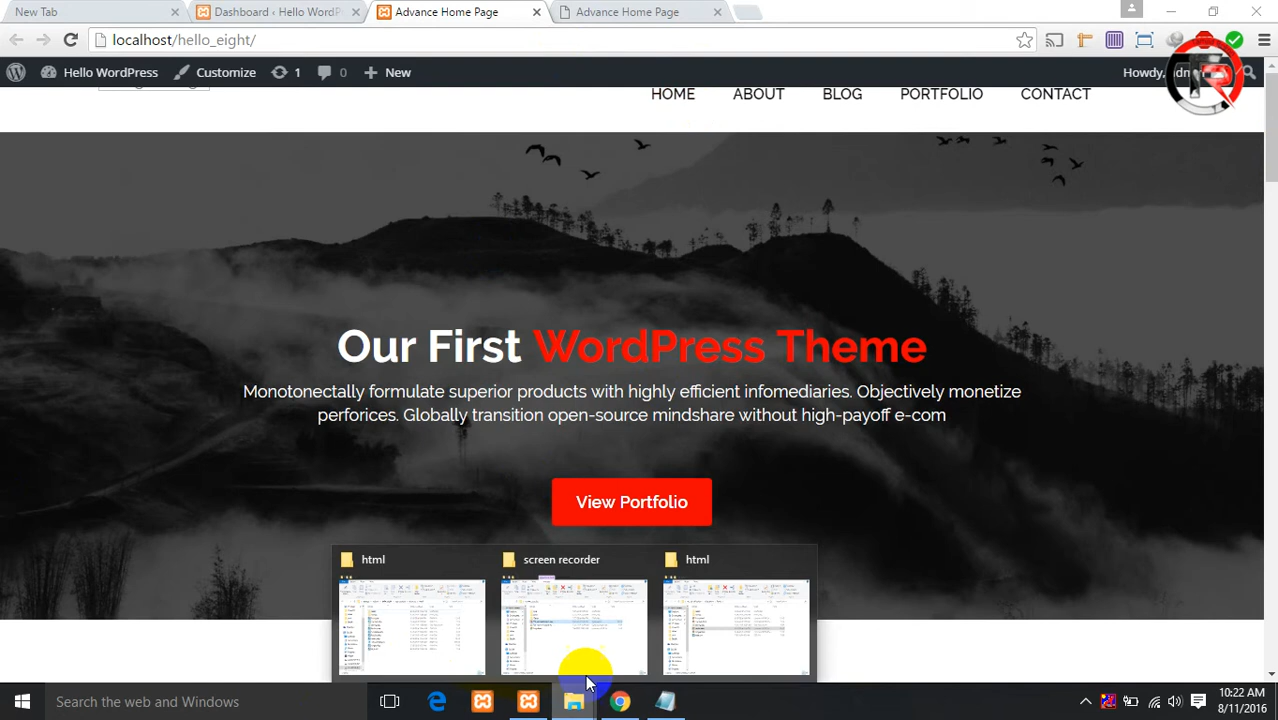 New Tab
Dashboard ‹ Hello WordP
Advance Home Page
Advance Home Page
localhost/hello_eight/
Hello WordPress
Customize
1
0
New
Howdy,
HOME
ABOUT
BLOG
PORTFOLIO
CONTACT
Our First WordPress Theme
Monotonectally formulate superior products with highly efficient infomediaries. Objectively monetize
perforices. Globally transition open-source mindshare without high-payoff e-com
View Portfolio
html
screen recorder
html
Search the web and Windows
10:22 AM
8/11/2016